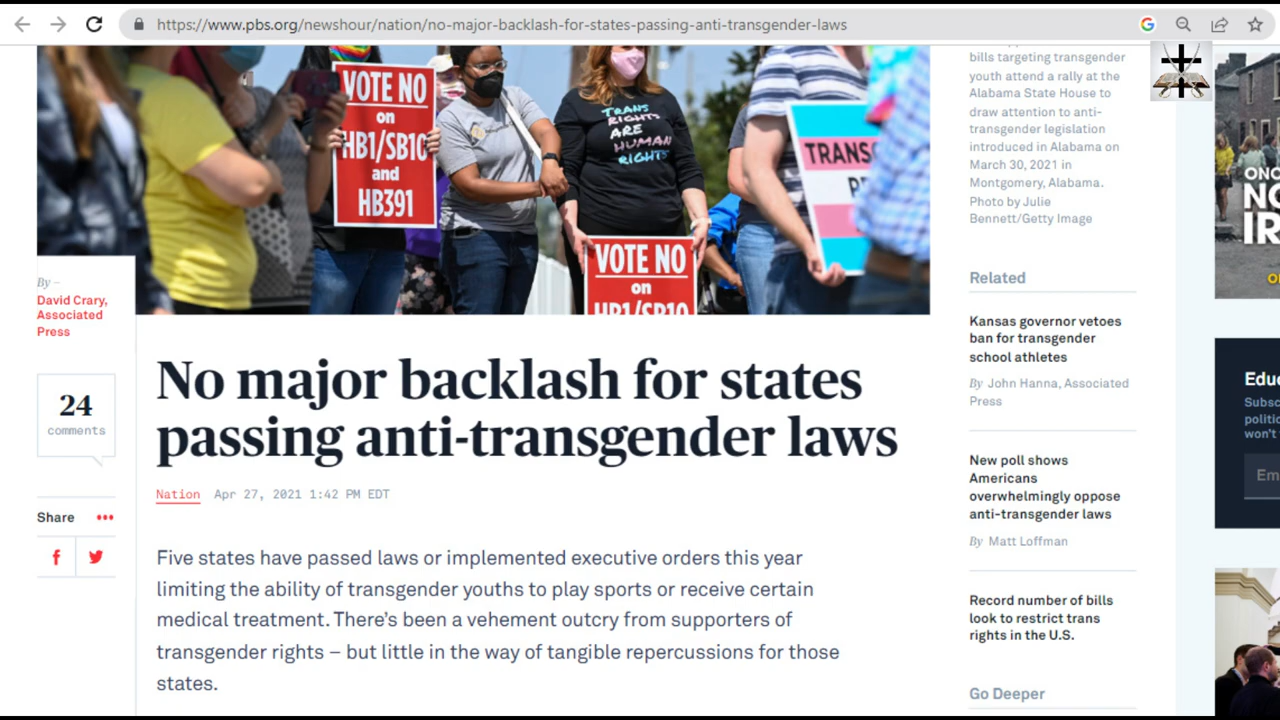 https://www.pbs.org/newshour/nation/no-major-backlash-for-states-passing-anti-transgender-laws
VOTE NO
on
HB1/SB10
and
HB391
TRANS
RIGHTS
ARE
HUMAN
RIGHTS
VOTE NO
on
HB1/SB10
TRANSG
bills targeting transgender
youth attend a rally at the
Alabama State House to
draw attention to anti-
transgender legislation
introduced in Alabama on
March 30, 2021 in
Montgomery, Alabama.
Photo by Julie
Bennett/Getty Image
By –
David Crary,
Associated
Press
24
comments
Share
No major backlash for states
passing anti-transgender laws
Nation Apr 27, 2021 1:42 PM EDT
Five states have passed laws or implemented executive orders this year
limiting the ability of transgender youths to play sports or receive certain
medical treatment. There’s been a vehement outcry from supporters of
transgender rights – but little in the way of tangible repercussions for those
states.
Related
Kansas governor vetoes
ban for transgender
school athletes
By John Hanna, Associated
Press
New poll shows
Americans
overwhelmingly oppose
anti-transgender laws
By Matt Loffman
Record number of bills
look to restrict trans
rights in the U.S.
Go Deeper